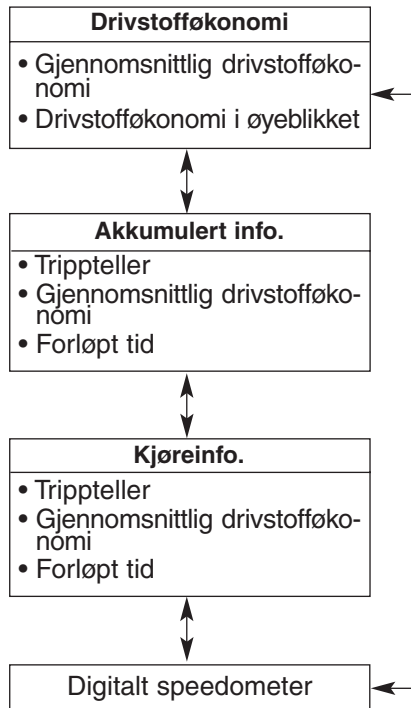 Drivstofføkonomi
• Gjennomsnittlig drivstofføko-
nomi
• Drivstofføkonomi i øyeblikket
Akkumulert info.
• Trippteller
• Gjennomsnittlig drivstofføko-
nomi
• Forløpt tid
Kjøreinfo.
• Trippteller
• Gjennomsnittlig drivstofføko-
nomi
• Forløpt tid
Digitalt speedometer